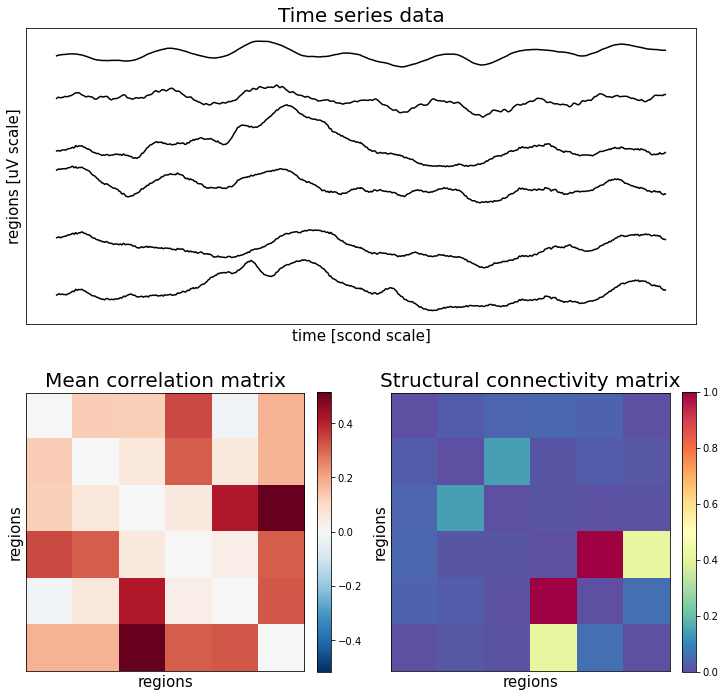 Time series data
regions [uV scale]
time [scond scale]
Mean correlation matrix
Structural connectivity matrix
regions
0.4
0.2
0.0
−0.2
−0.4
regions
regions
1.0
0.8
0.6
0.4
0.2
0.0
regions